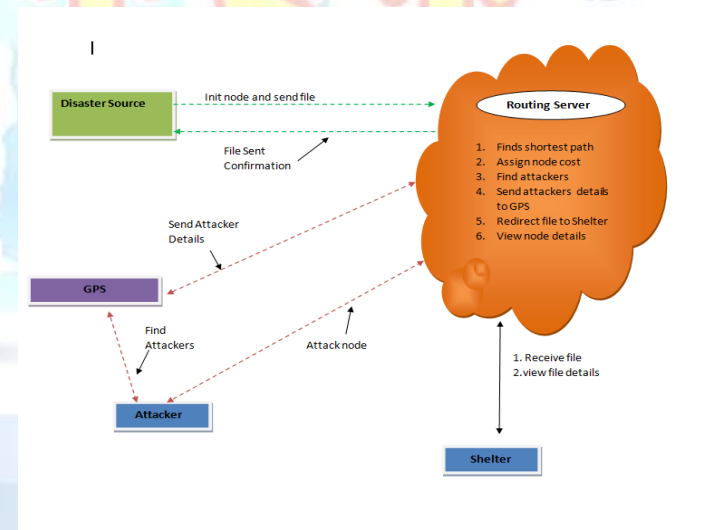 I
Disaster Source
Init node and send file
File Sent
Confirmation
Routing Server
1. Finds shortest path
2. Assign node cost
3. Find attackers
4. Send attackers details
to GPS
5. Redirect file to Shelter
6. View node details
Send Attacker
Details
GPS
Find
Attackers
Attack node
1. Receive file
2.view file details
Attacker
Shelter